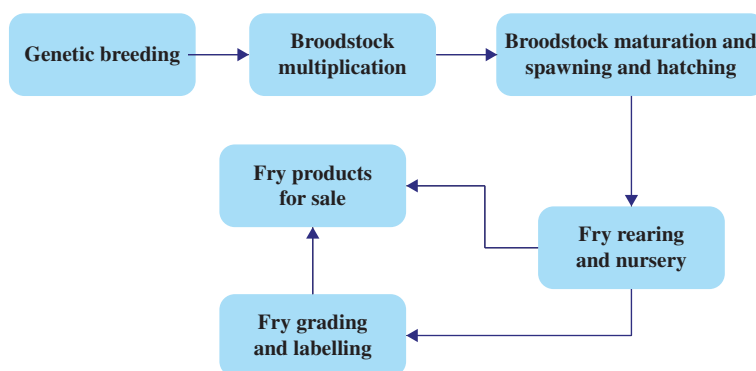 Genetic breeding
Broodstock
multiplication
Broodstock maturation and
spawning and hatching
Fry products
for sale
Fry rearing
and nursery
Fry grading
and labelling